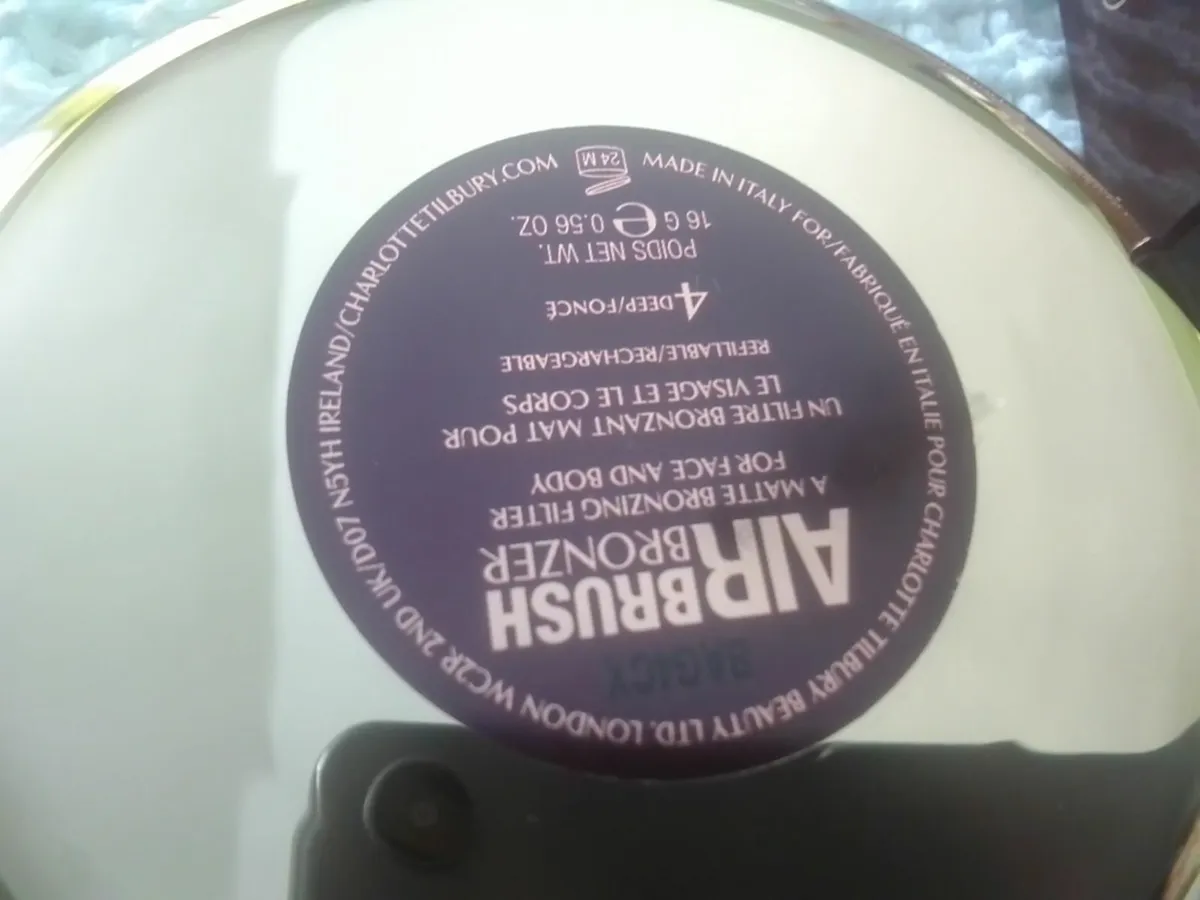 AIRBRUSH
BRONZER
A MATTE BRONZING FILTER
FOR FACE AND BODY
UN FILTRE BRONZANT MAT POUR
LE VISAGE ET LE CORPS
REFILLABLE/RECHARGEABLE
4 DEEP/FONCÉ
POIDS NET WT.
16 G e 0.56 OZ.
24 M
MADE IN ITALY FOR/FABRIQUÉ EN ITALIE POUR CHARLOTTE TILBURY BEAUTY LTD. LONDON WC2R 2ND UK/D07 N5YH IRELAND/CHARLOTTETILBURY.COM